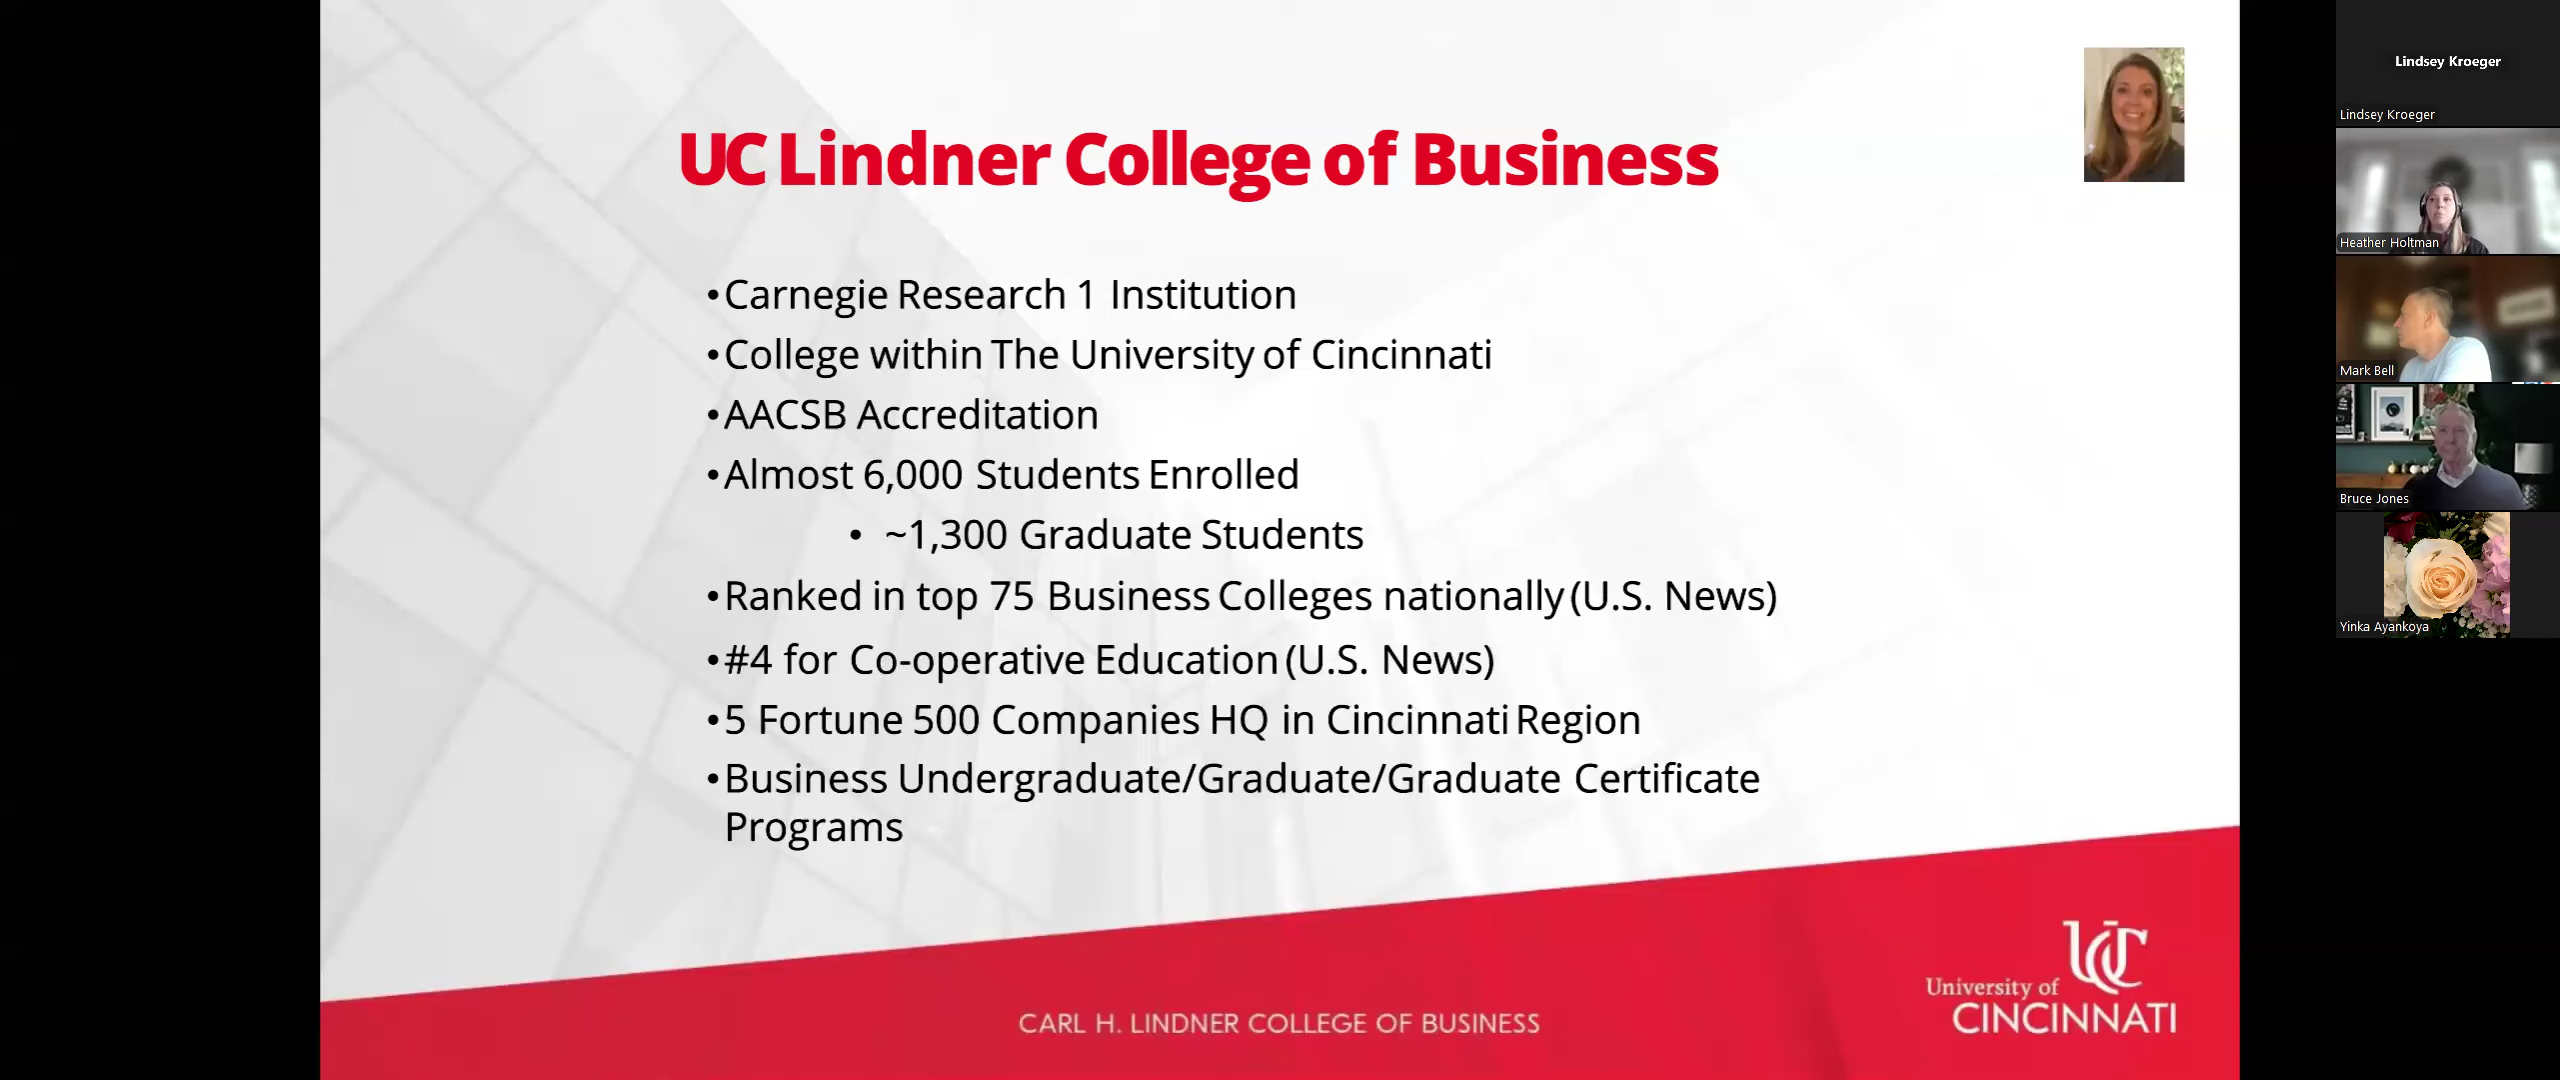 UC Lindner College of Business
•Carnegie Research 1 Institution
•College within The University of Cincinnati
•AACSB Accreditation
•Almost 6,000 Students Enrolled
• ~1,300 Graduate Students
•Ranked in top 75 Business Colleges nationally (U.S. News)
•#4 for Co-operative Education (U.S. News)
•5 Fortune 500 Companies HQ in Cincinnati Region
•Business Undergraduate/Graduate/Graduate Certificate
Programs
CARL H. LINDNER COLLEGE OF BUSINESS
UC
University of
CINCINNATI
Lindsey Kroeger
Lindsey Kroeger
Heather Holtman
Mark Bell
Bruce Jones
Yinka Ayankoya